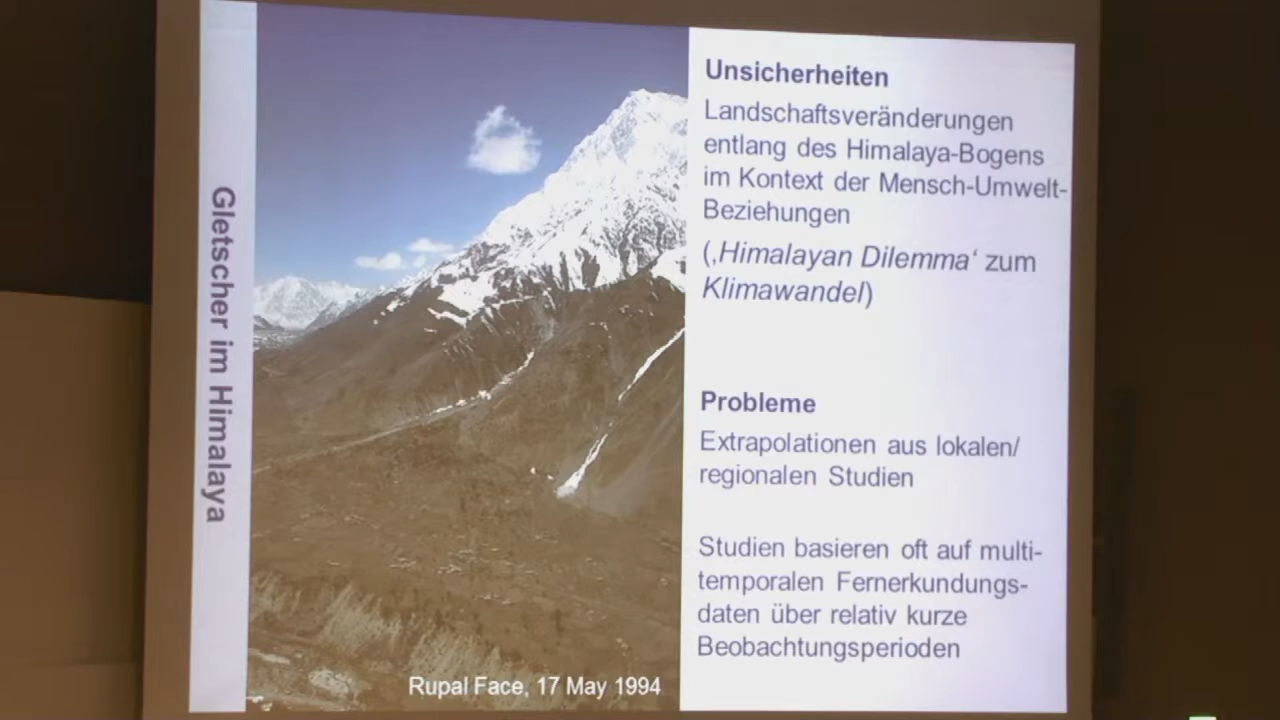 Gletscher im Himalaya
Unsicherheiten
Landschaftsveränderungen
entlang des Himalaya-Bogens
im Kontext der Mensch-Umwelt-
Beziehungen
(‚Himalayan Dilemma‘ zum
Klimawandel)
Probleme
Extrapolationen aus lokalen/
regionalen Studien
Studien basieren oft auf multi-
temporalen Fernerkundungs-
daten über relativ kurze
Beobachtungsperioden
Rupal Face, 17 May 1994